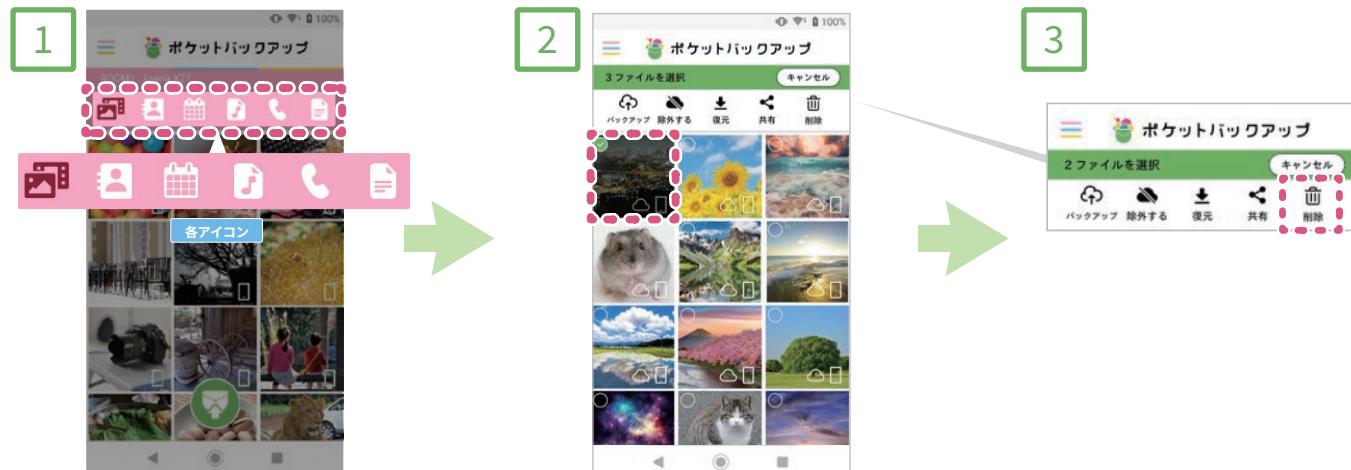 1
100%
ポケットバックアップ
各アイコン
2
100%
ポケットバックアップ
3ファイルを選択
キャンセル
バックアップ 除外する 復元 共有 削除
3
ポケットバックアップ
2ファイルを選択
キャンセル
バックアップ 除外する 復元 共有 削除